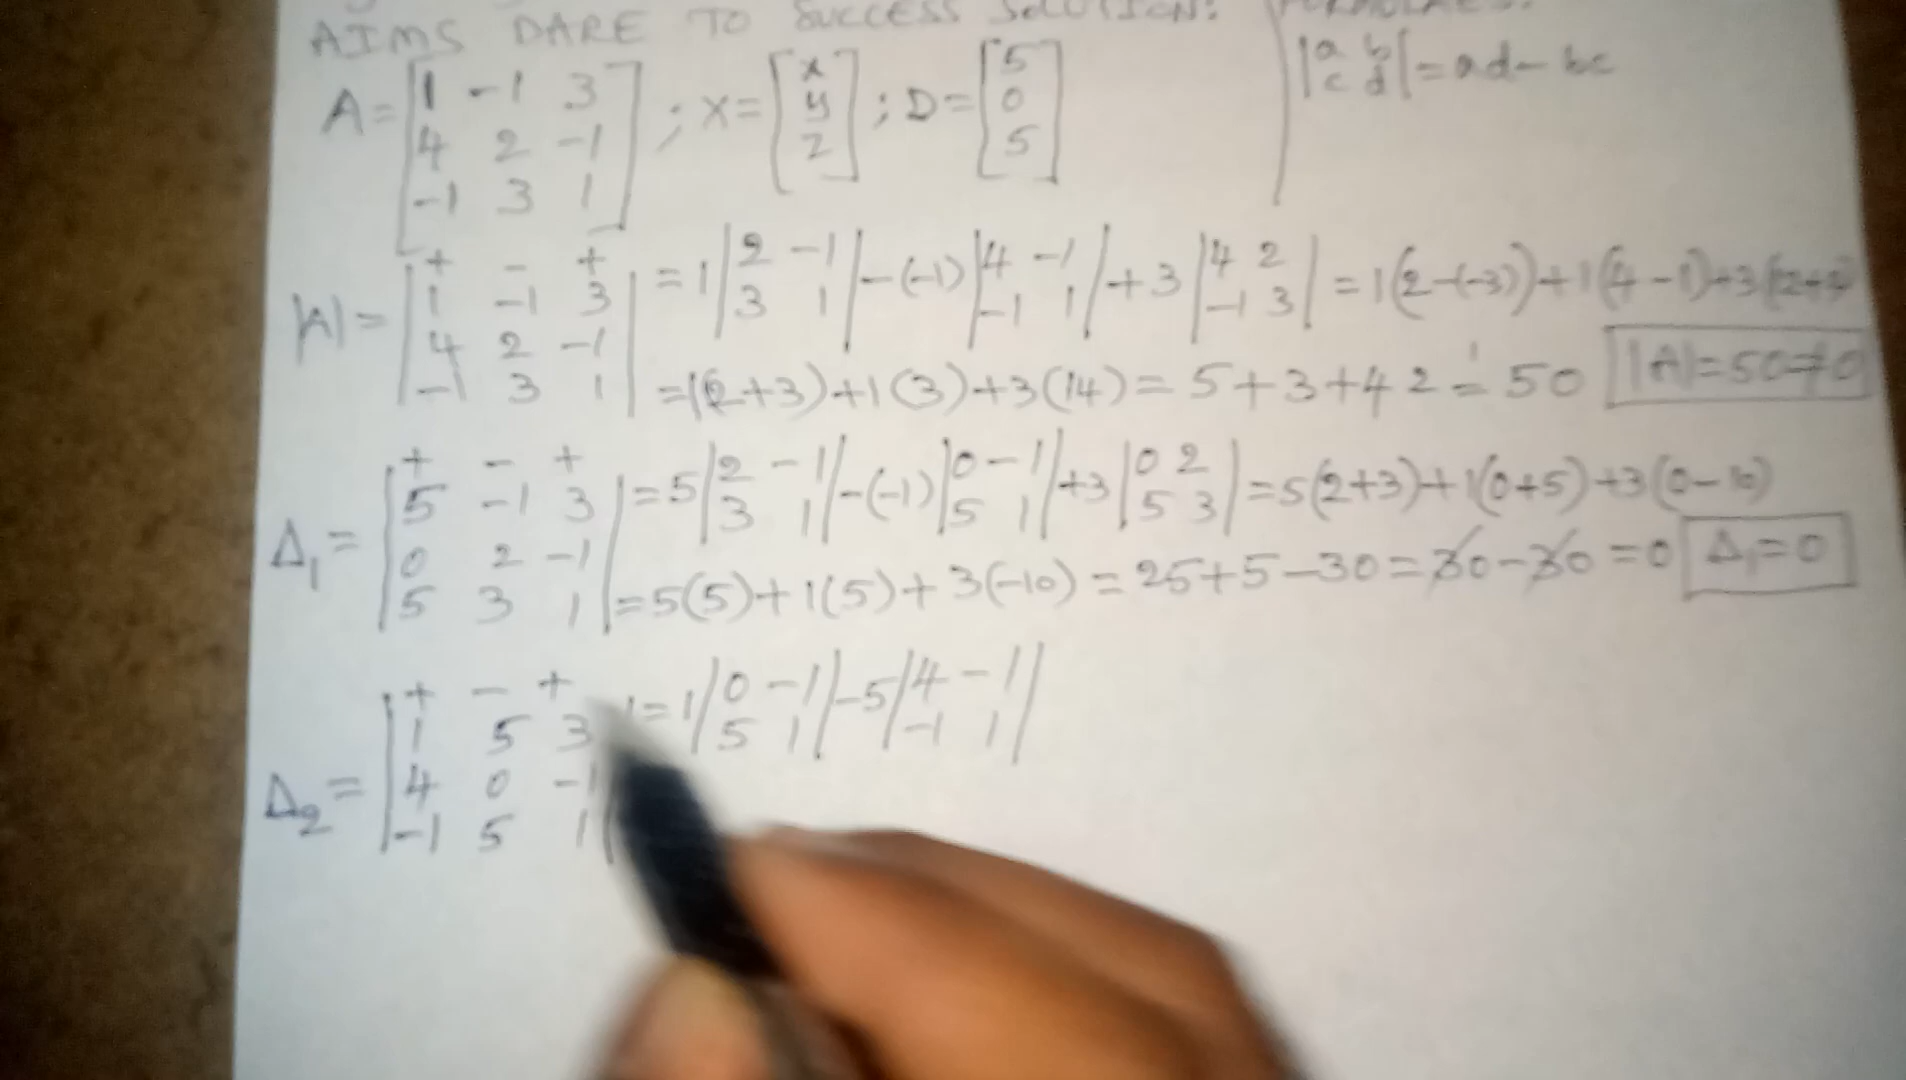 AIMS DARE TO SUCCESS SOLUTION:
|a b| = ad - bc
|c d|
A = [1 -1 3] ; X = [x] ; D = [5]
[4 2 -1] [y] [0]
[-1 3 1] [z] [5]
+ - +
|A| = |1 -1 3| = 1|2 -1| -(-1)|4 -1| + 3|4 2| = 1(2-(-3))+1(4-1)+3(12+2)
|4 2 -1| |3 1| |-1 1| |-1 3|
|-1 3 1| = 1(2+3)+1(3)+3(14) = 5+3+42 = 50 |A|=50≠0
+ - +
Δ1 = |5 -1 3| = 5|2 -1| -(-1)|0 -1| +3|0 2| = 5(2+3)+1(0+5)+3(0-10)
|0 2 -1| |3 1| |5 1| |5 3|
|5 3 1| = 5(5)+1(5)+3(-10) = 25+5-30 = 30-30 = 0 Δ1=0
+ - +
Δ2 = |1 5 3| = 1|0 -1| -5|4 -1|
|4 0 -1| |5 1| |-1 1|
|-1 5 1|